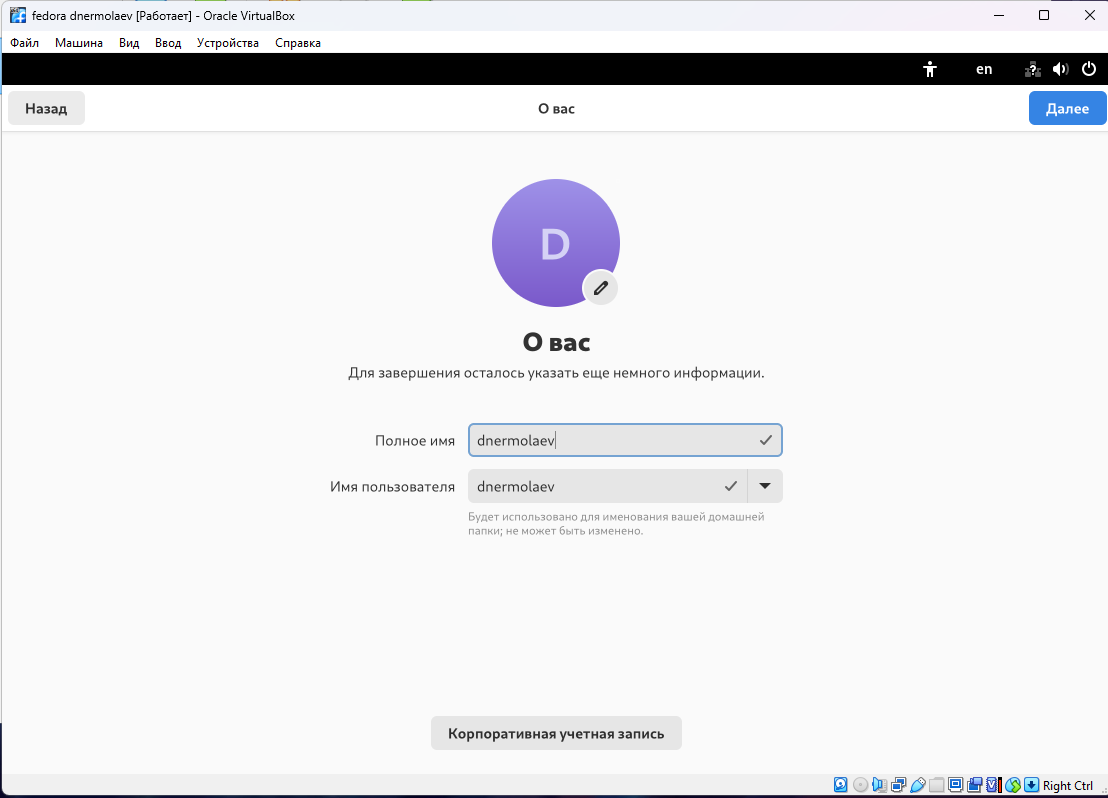 fedora dnermolaev [Работает] - Oracle VirtualBox
Файл Машина Вид Ввод Устройства Справка
en
Назад О вас Далее
D
О вас
Для завершения осталось указать еще немного информации.
Полное имя dnermolaev
Имя пользователя dnermolaev
Будет использовано для именования вашей домашней
папки; не может быть изменено.
Корпоративная учетная запись
Right Ctrl